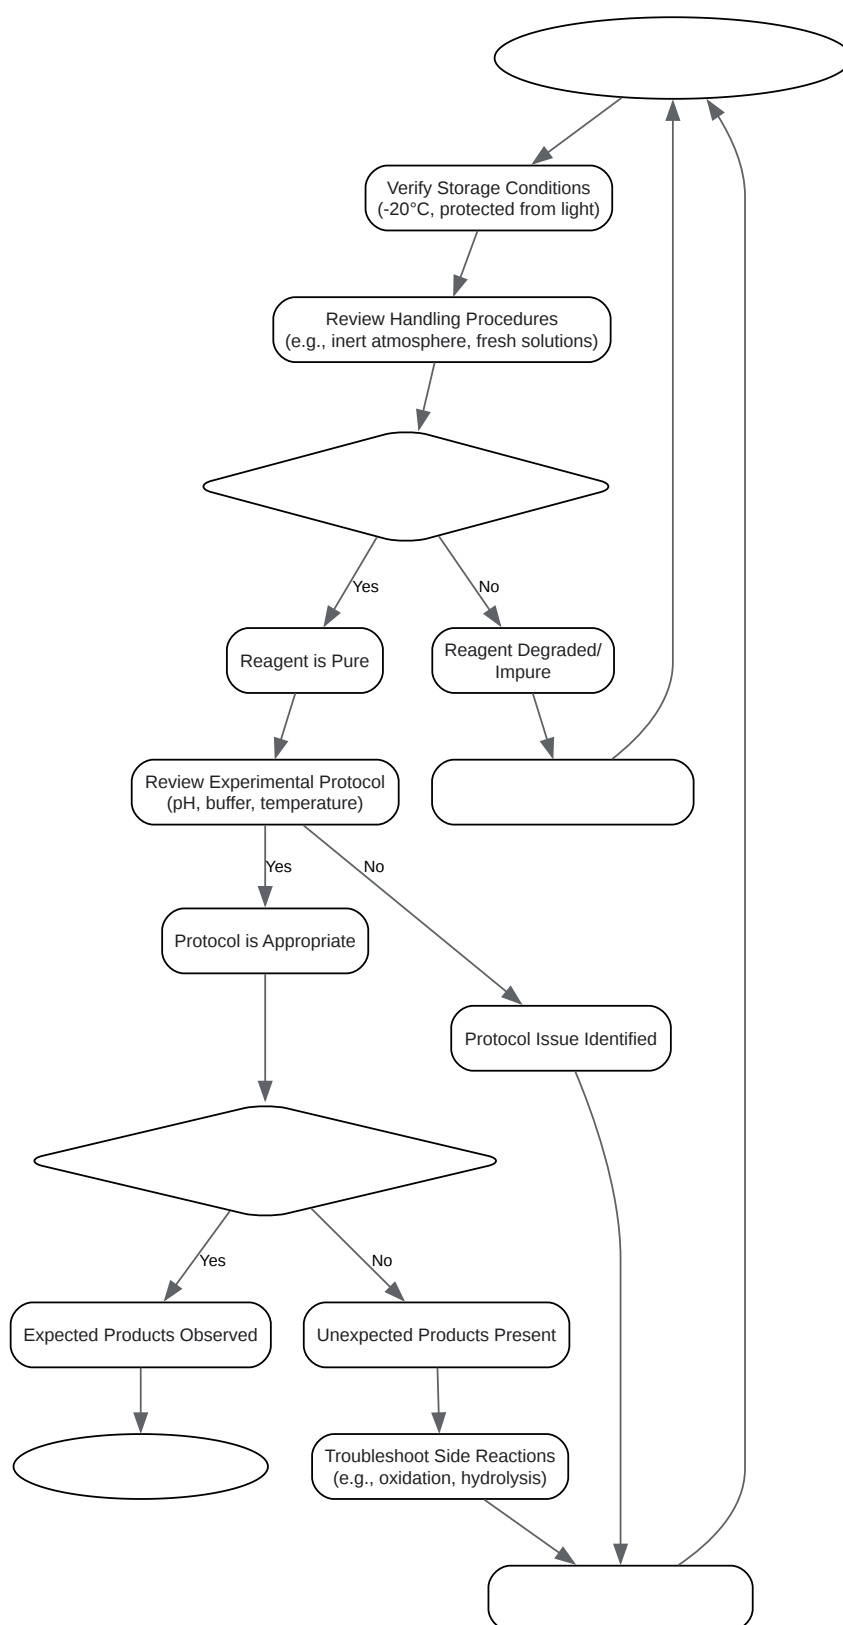 Verify Storage Conditions
(-20°C, protected from light)
Review Handling Procedures
(e.g., inert atmosphere, fresh solutions)
Yes
No
Reagent is Pure
Reagent Degraded/
Impure
Review Experimental Protocol
(pH, buffer, temperature)
Yes
No
Protocol is Appropriate
Protocol Issue Identified
Yes
No
Expected Products Observed
Unexpected Products Present
Troubleshoot Side Reactions
(e.g., oxidation, hydrolysis)